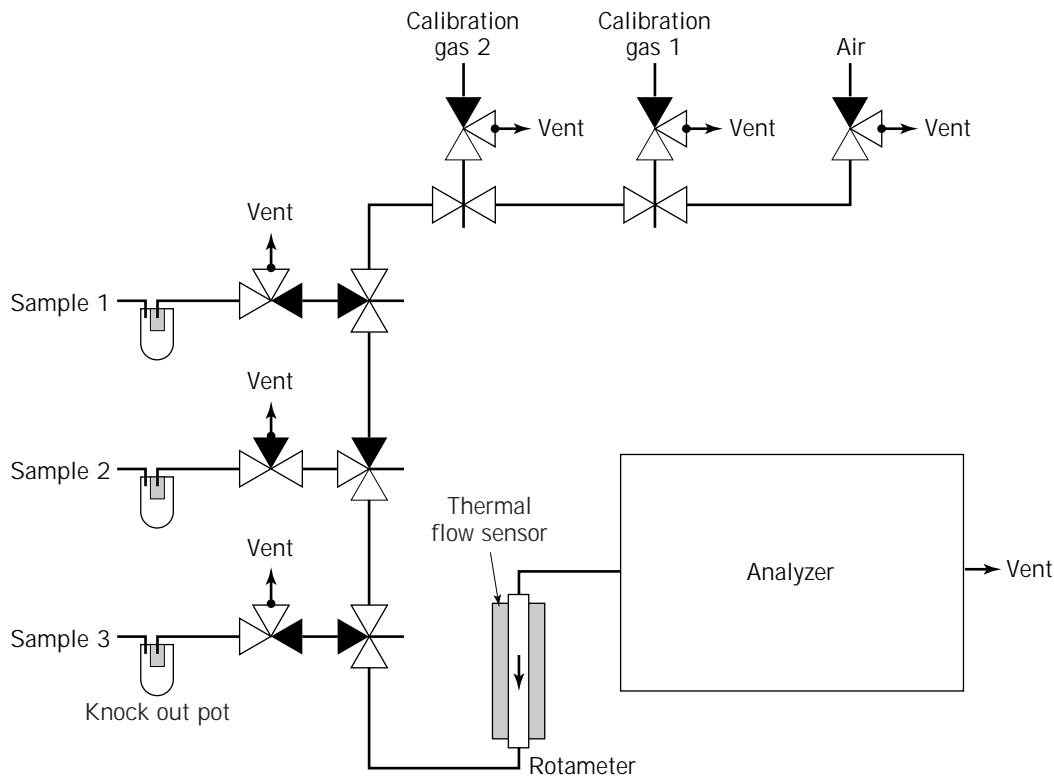 Calibration
gas 2
Calibration
gas 1
Air
Vent
Vent
Vent
Vent
Sample 1
Vent
Sample 2
Thermal
flow sensor
Analyzer
Vent
Vent
Sample 3
Knock out pot
Rotameter